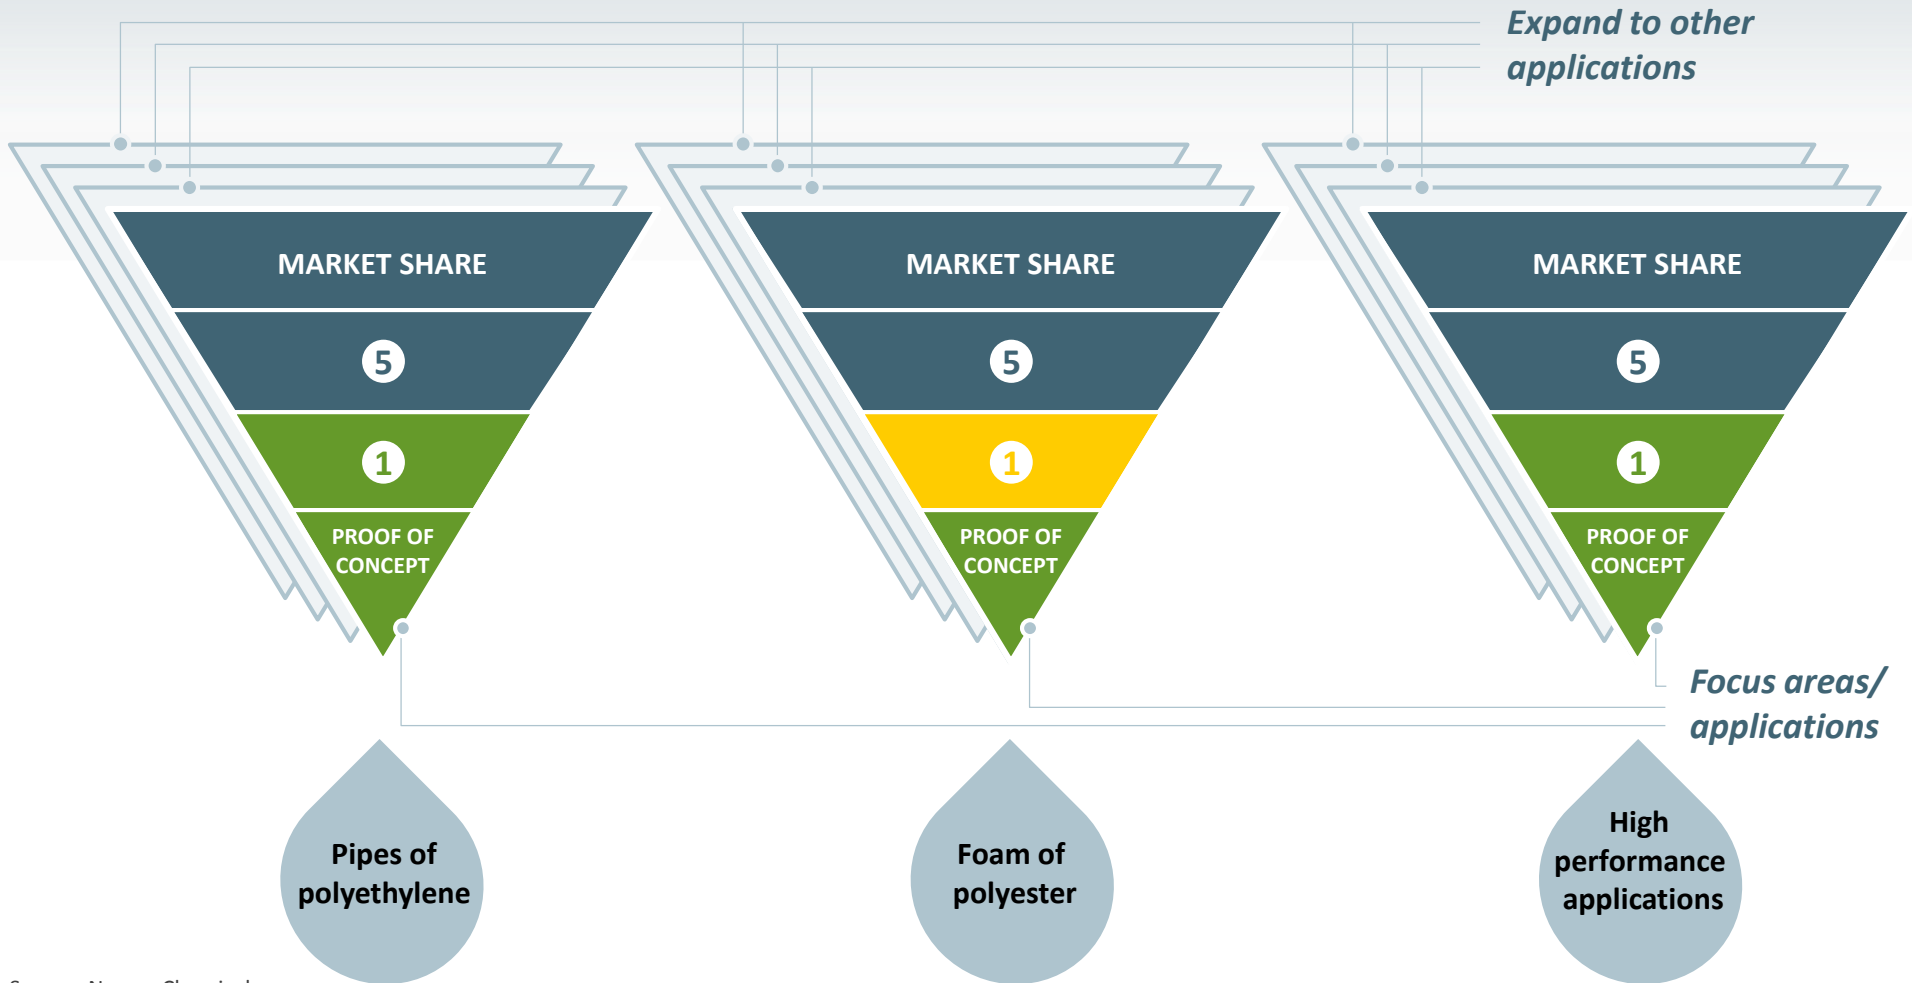 Expand to other
applications
MARKET SHARE
MARKET SHARE
MARKET SHARE
5
5
5
1
1
1
PROOF OF
CONCEPT
PROOF OF
CONCEPT
PROOF OF
CONCEPT
Focus areas/
applications
Pipes of
polyethylene
Foam of
polyester
High
performance
applications